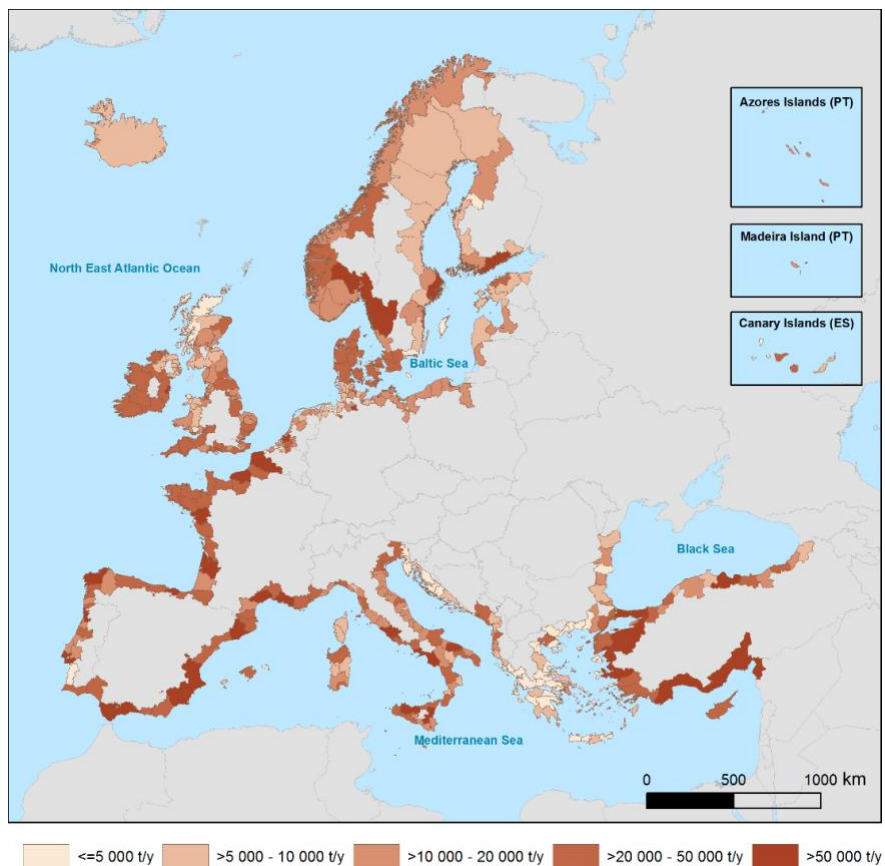 Azores Islands (PT)
Madeira Island (PT)
North East Atlantic Ocean
Canary Islands (ES)
Baltic Sea
Black Sea
Mediterranean Sea
0 500 1000 km
<=5 000 t/y >5 000 - 10 000 t/y >10 000 - 20 000 t/y >20 000 - 50 000 t/y >50 000 t/y